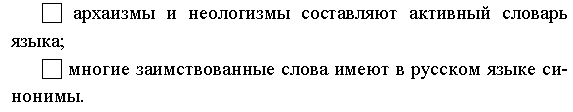 ☐ архаизмы и неологизмы составляют активный словарь
языка;
☐ многие заимствованные слова имеют в русском языке си-
нонимы.